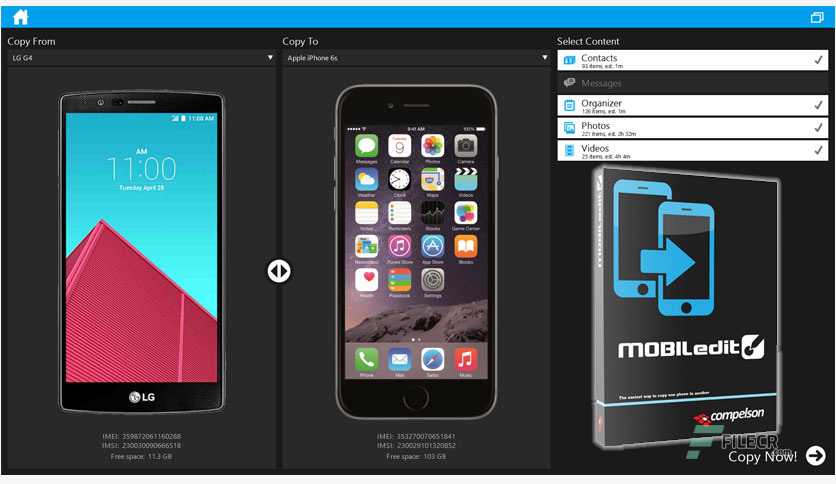 Copy From
LG G4
11:00 AM
AM
11:00
Tuesday April 28
LG
IMEI: 359872061160288
IMSI: 230030090666518
Free space: 11.3 GB
Copy To
Apple iPhone 6s
9:41 AM
100%
Monday
9
Messages
Calendar
Photos
Camera
Weather
Clock
Maps
Videos
Notes
Reminders
Stocks
Game Center
Newsstand
iTunes Store
App Store
iBooks
Health
Passbook
Settings
Phone
Mail
Safari
Music
IMEI: 353270070651841
IMSI: 230029101320852
Free space: 103 GB
Select Content
Contacts
93 items, est. 1m
Messages
Organizer
126 items, est. 1m
Photos
221 items, est. 2h 32m
Videos
25 items, est. 4h 4m
MOBILedit
MOBILedit
The easiest way to copy one phone to another
compelson
FILECR
.com
Copy Now!